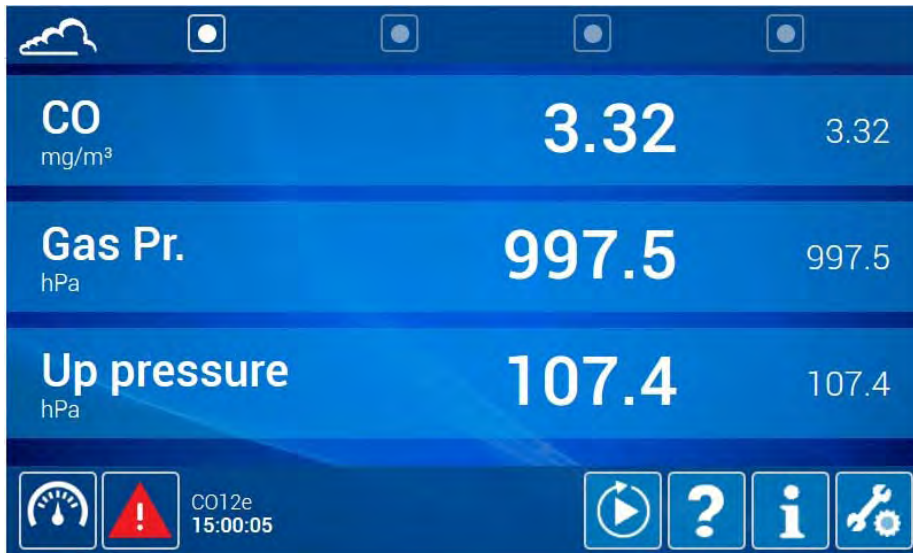 CO 3.32 3.32
mg/m³
Gas Pr. 997.5 997.5
hPa
Up pressure 107.4 107.4
hPa
CO12e
15:00:05